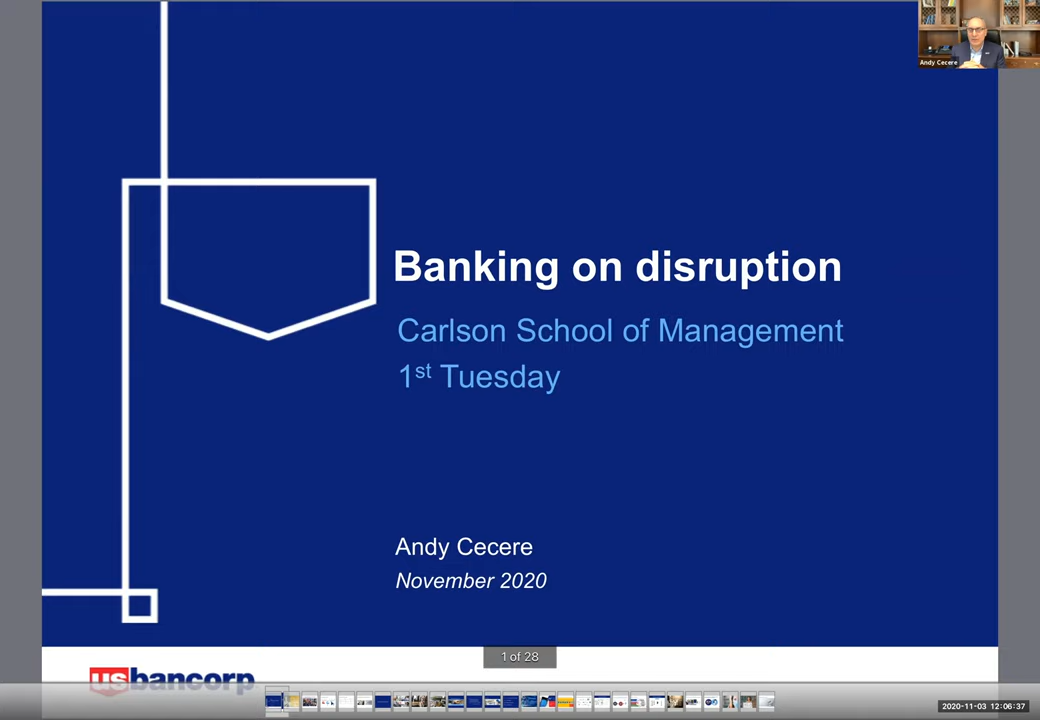 Andy Cecere
Banking on disruption
Carlson School of Management
1st Tuesday
Andy Cecere
November 2020
1 of 28
usbancorp
2020-11-03 12:06:37